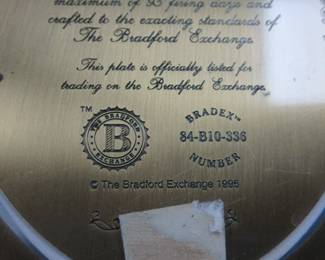 maximum of 95 firing days and
crafted to the exacting standards of
The Bradford Exchange.
This plate is officially listed for
trading on the Bradford Exchange.
TM
THE BRADFORD
B
EXCHANGE
BRADEX™
84-B10-336
NUMBER
© The Bradford Exchange 1995